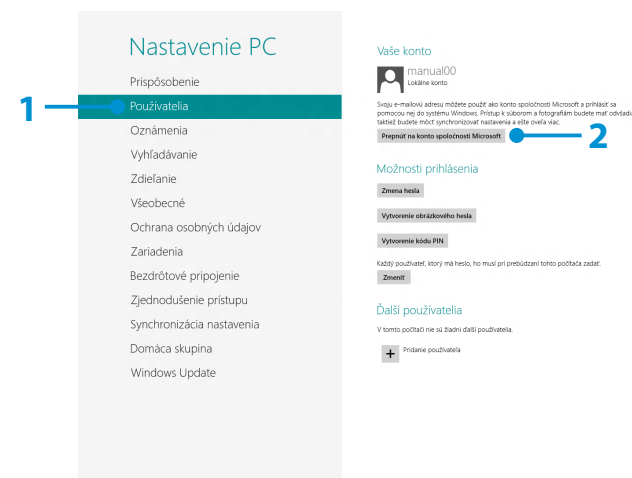 Nastavenie PC
Prispôsobenie
1
Používatelia
Oznámenia
Vyhľadávanie
Zdieľanie
Všeobecné
Ochrana osobných údajov
Zariadenia
Bezdrôtové pripojenie
Zjednodušenie prístupu
Synchronizácia nastavenia
Domáca skupina
Windows Update
Vaše konto
manual00
Lokálne konto
Svoju e-mailovú adresu môžete použiť ako konto spoločnosti Microsoft a prihlásiť sa
pomocou nej do systému Windows. Prístup k súborom a fotografiám budete mať odvšadia
taktiež budete môcť synchronizovať nastavenia a ešte oveľa viac.
Prepnúť na konto spoločnosti Microsoft
2
Možnosti prihlásenia
Zmena hesla
Vytvorenie obrázkového hesla
Vytvorenie kódu PIN
Každý používateľ, ktorý má heslo, ho musí pri prebúdzaní tohto počítača zadať.
Zmeniť
Ďalší používatelia
V tomto počítači nie sú žiadni ďalší používatelia.
+ Pridanie používateľa